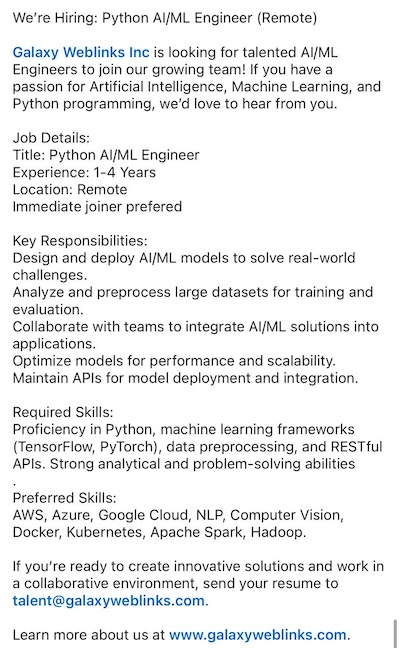 We're Hiring: Python AI/ML Engineer (Remote)
Galaxy Weblinks Inc is looking for talented AI/ML
Engineers to join our growing team! If you have a
passion for Artificial Intelligence, Machine Learning, and
Python programming, we'd love to hear from you.
Job Details:
Title: Python AI/ML Engineer
Experience: 1-4 Years
Location: Remote
Immediate joiner prefered
Key Responsibilities:
Design and deploy AI/ML models to solve real-world
challenges.
Analyze and preprocess large datasets for training and
evaluation.
Collaborate with teams to integrate AI/ML solutions into
applications.
Optimize models for performance and scalability.
Maintain APIs for model deployment and integration.
Required Skills:
Proficiency in Python, machine learning frameworks
(TensorFlow, PyTorch), data preprocessing, and RESTful
APIs. Strong analytical and problem-solving abilities
.
Preferred Skills:
AWS, Azure, Google Cloud, NLP, Computer Vision,
Docker, Kubernetes, Apache Spark, Hadoop.
If you're ready to create innovative solutions and work in
a collaborative environment, send your resume to
talent@galaxyweblinks.com.
Learn more about us at www.galaxyweblinks.com.